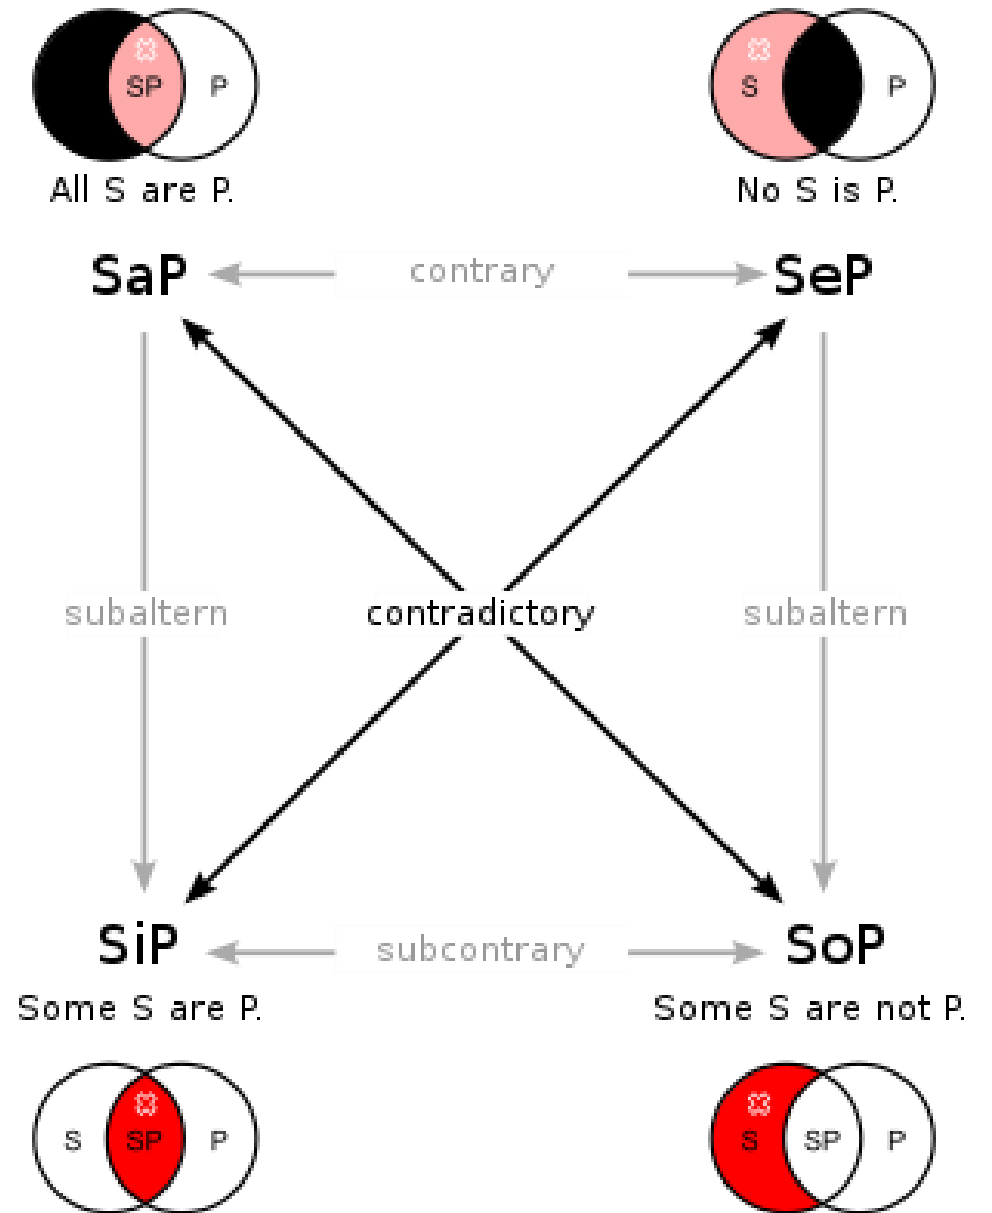 SP P
S P
All S are P.
No S is P.
SaP
contrary
SeP
subaltern
contradictory
subaltern
SiP
subcontrary
SoP
Some S are P.
Some S are not P.
S SP P
S SP P